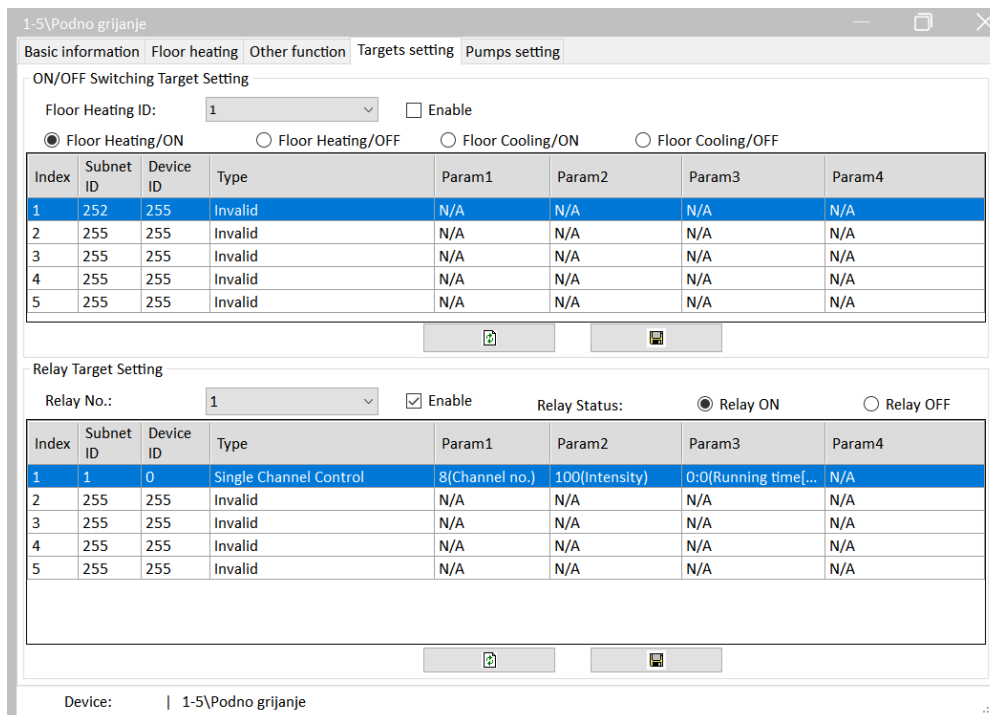 1-5\Podno grijanje
Basic information Floor heating Other function Targets setting Pumps setting
ON/OFF Switching Target Setting
Floor Heating ID: 1 Enable
Floor Heating/ON Floor Heating/OFF Floor Cooling/ON Floor Cooling/OFF
Index Subnet ID Device ID Type Param1 Param2 Param3 Param4
1 252 255 Invalid N/A N/A N/A N/A
2 255 255 Invalid N/A N/A N/A N/A
3 255 255 Invalid N/A N/A N/A N/A
4 255 255 Invalid N/A N/A N/A N/A
5 255 255 Invalid N/A N/A N/A N/A
Relay Target Setting
Relay No.: 1 Enable Relay Status: Relay ON Relay OFF
Index Subnet ID Device ID Type Param1 Param2 Param3 Param4
1 1 0 Single Channel Control 8(Channel no.) 100(Intensity) 0:0(Running time[... N/A
2 255 255 Invalid N/A N/A N/A N/A
3 255 255 Invalid N/A N/A N/A N/A
4 255 255 Invalid N/A N/A N/A N/A
5 255 255 Invalid N/A N/A N/A N/A
Device: | 1-5\Podno grijanje